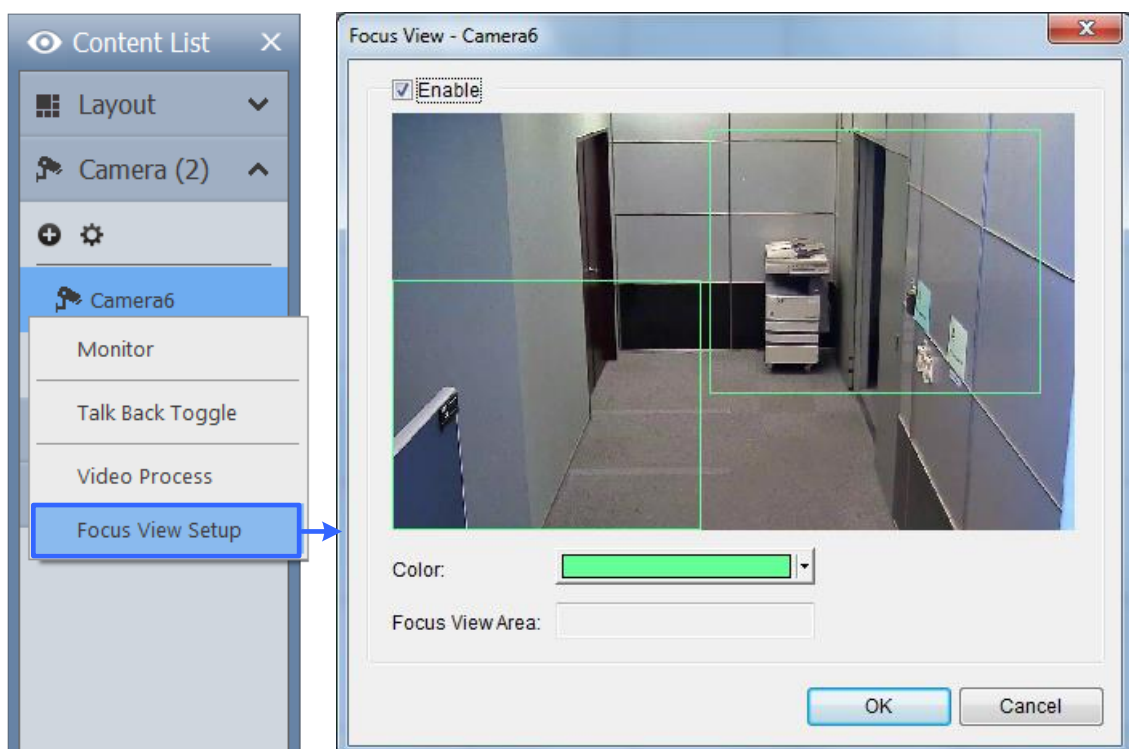 Content List
Layout
Camera (2)
Camera6
Monitor
Talk Back Toggle
Video Process
Focus View Setup
Focus View - Camera6
Enable
Color:
Focus View Area:
OK
Cancel